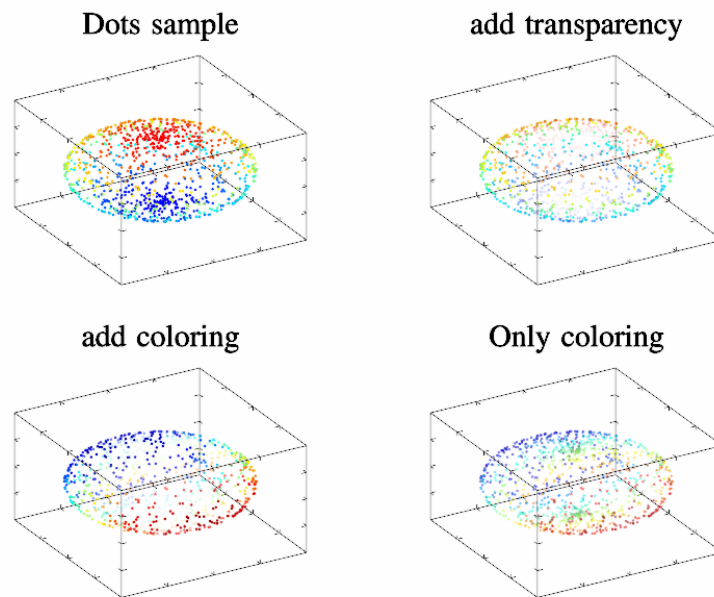 Dots sample
add transparency
add coloring
Only coloring